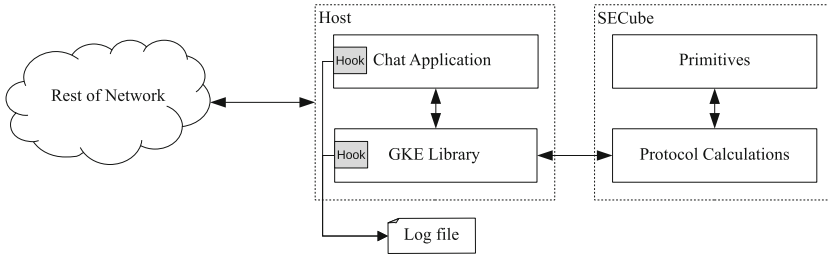 Host
SECube
Hook
Chat Application
Primitives
Rest of Network
Hook
GKE Library
Protocol Calculations
Log file